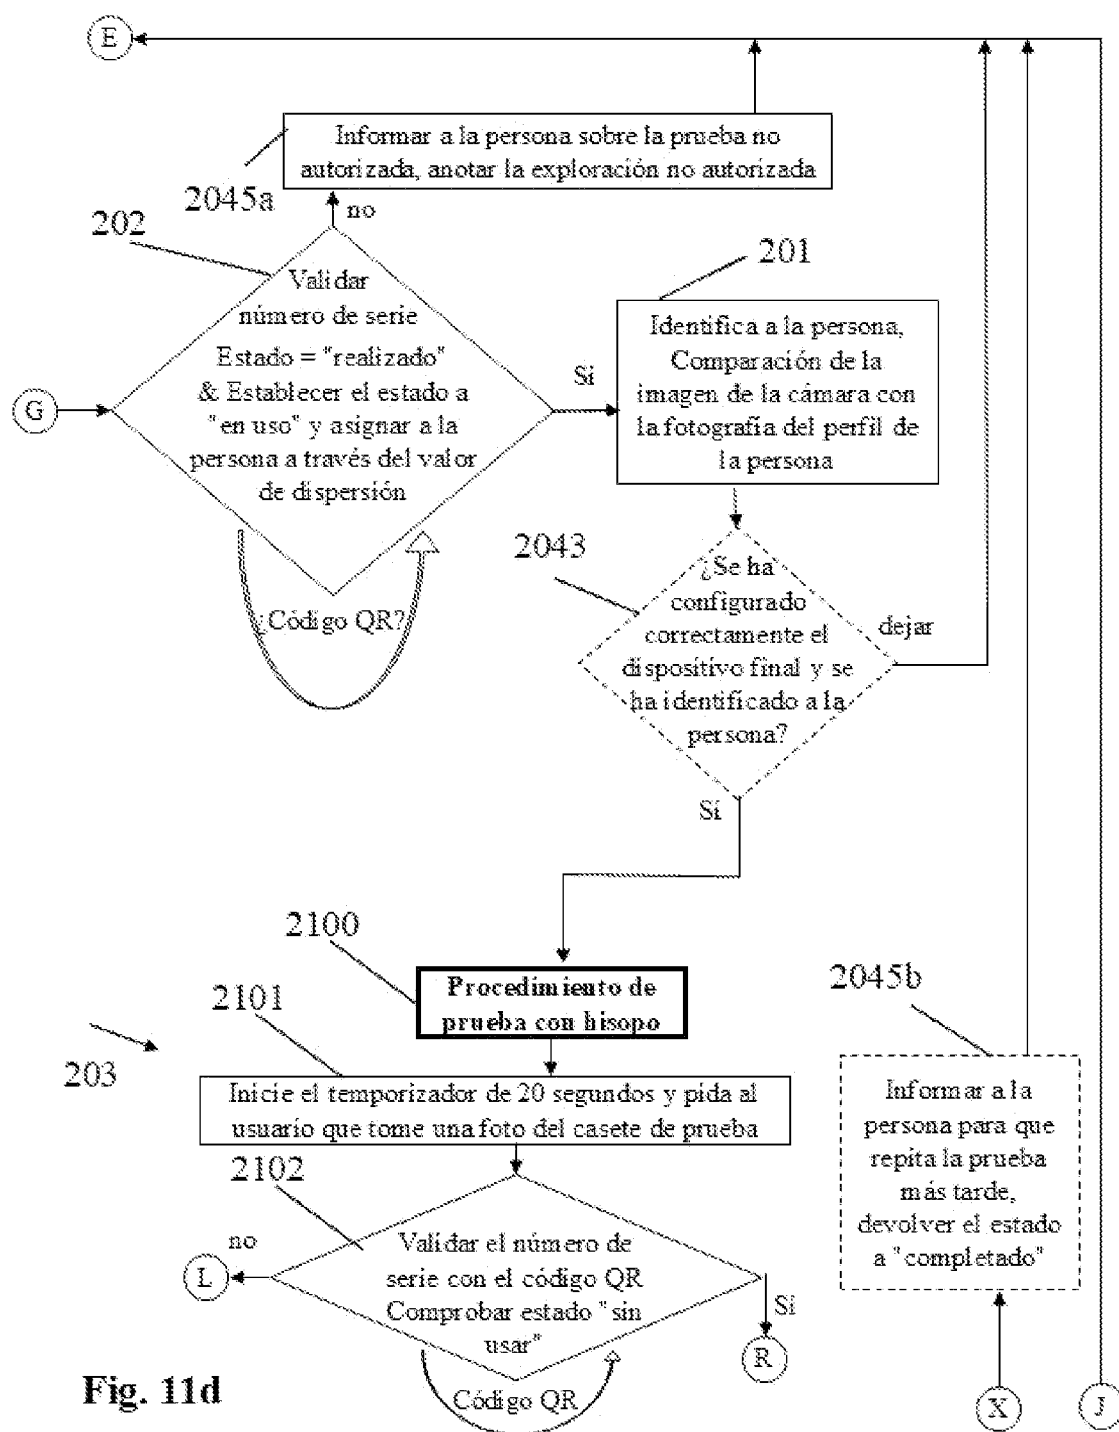 E
Informar a la persona sobre la prueba no
autorizada, anotar la exploración no autorizada
2045a
no
202
Validar
número de serie
Estado = "realizado"
& Establecer el estado a
"en uso" y asignar a la
persona a través del valor
de dispersión
G
¿Código QR?
Sí
201
Identifica a la persona,
Comparación de la
imagen de la cámara con
la fotografía del perfil de
la persona
2043
¿Se ha
configurado
correctamente el
dispositivo final y se
ha identificado a la
persona?
dejar
Sí
2100
Procedimiento de
prueba con hisopo
2101
203
Inicie el temporizador de 20 segundos y pida al
usuario que tome una foto del casete de prueba
2102
no
L
Validar el número de
serie con el código QR
Comprobar estado "sin
usar"
Sí
R
Código QR
2045b
Informar a la
persona para que
repita la prueba
más tarde,
devolver el estado
a "completado"
X
J
Fig. 11d